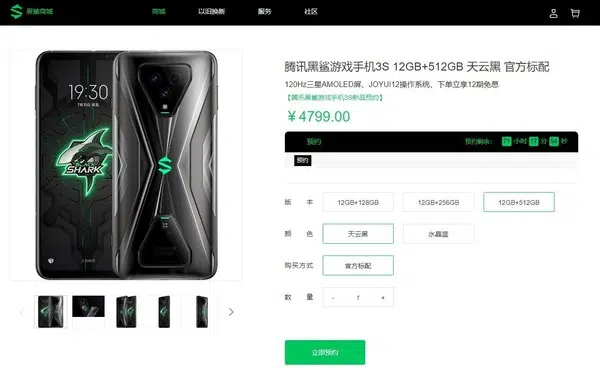 黑鲨商城
商城
以旧换新
服务
社区
19:30
BLACK
SHARK
腾讯黑鲨游戏手机3S 12GB+512GB 天云黑 官方标配
120Hz三星AMOLED屏、JOYUI12操作系统、下单立享12期免息
【腾讯黑鲨游戏手机3S新品预约】
￥4799.00
预约
预约剩余:
小时
分
秒
预约
版 本
12GB+128GB
12GB+256GB
12GB+512GB
颜 色
天云黑
水晶蓝
购买方式
官方标配
数 量
- 1 +
立即预约